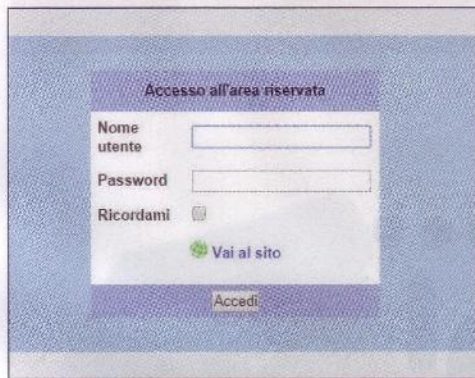 Accesso all'area riservata
Nome
utente
Password
Ricordami
Vai al sito
Accedi